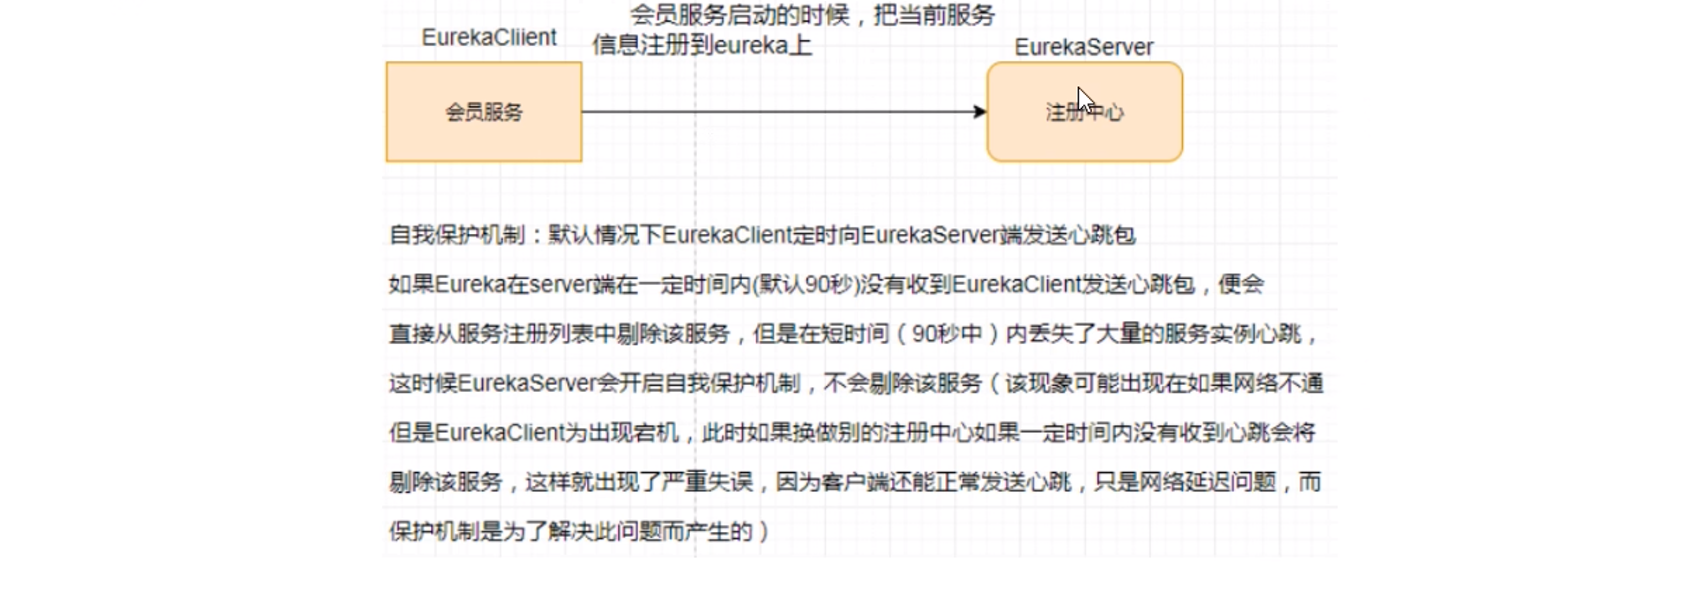 会员服务启动的时候，把当前服务
信息注册到eureka上
EurekaCliient
EurekaServer
会员服务
注册中心
自我保护机制：默认情况下EurekaClient定时向EurekaServer端发送心跳包
如果Eureka在server端在一定时间内(默认90秒)没有收到EurekaClient发送心跳包，便会
直接从服务注册列表中剔除该服务，但是在短时间（90秒中）内丢失了大量的服务实例心跳，
这时候EurekaServer会开启自我保护机制，不会剔除该服务（该现象可能出现在如果网络不通
但是EurekaClient为出现宕机，此时如果换做别的注册中心如果一定时间内没有收到心跳会将
剔除该服务，这样就出现了严重失误，因为客户端还能正常发送心跳，只是网络延迟问题，而
保护机制是为了解决此问题而产生的）